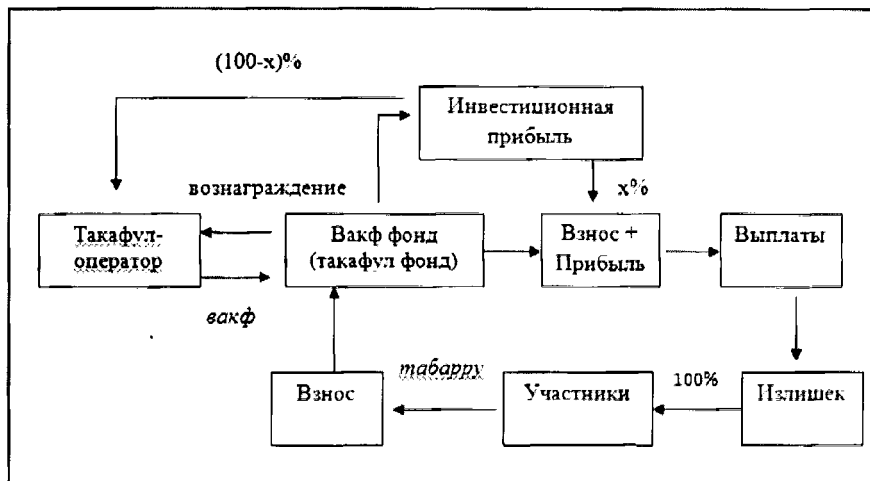 (100-x)%
Инвестиционная
прибыль
вознаграждение
x%
Такафул-
оператор
Вакф фонд
(такафул фонд)
Взнос +
Прибыль
Выплаты
вакф
табарру
100%
Взнос
Участники
Излишек